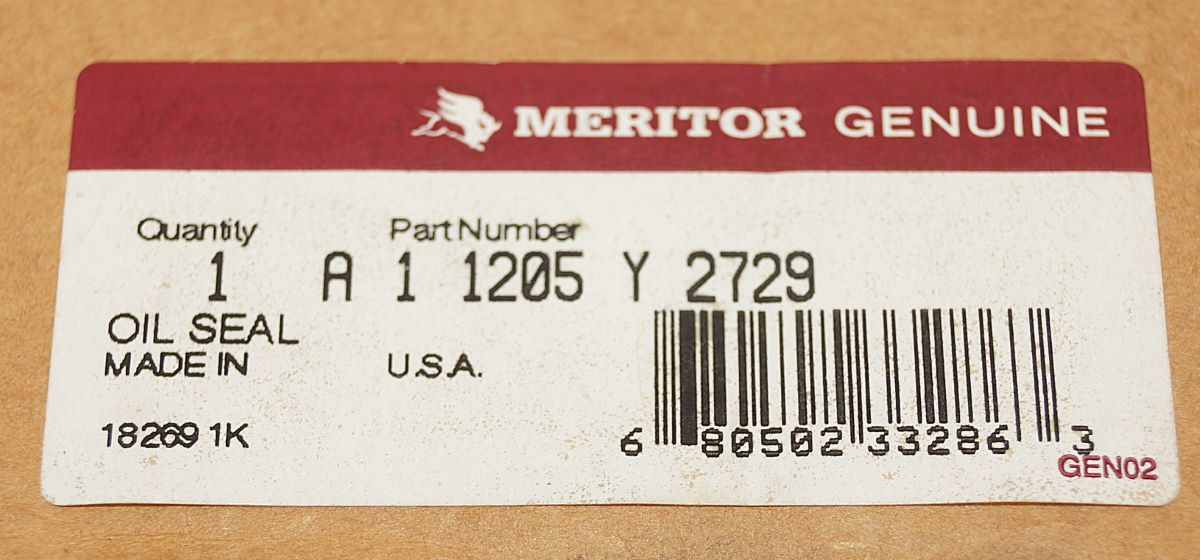 MERITOR GENUINE
Quantity Part Number
1 A 1 1205 Y 2729
OIL SEAL
MADE IN U.S.A.
18269 1K
6 80502 33286 3
GEN02